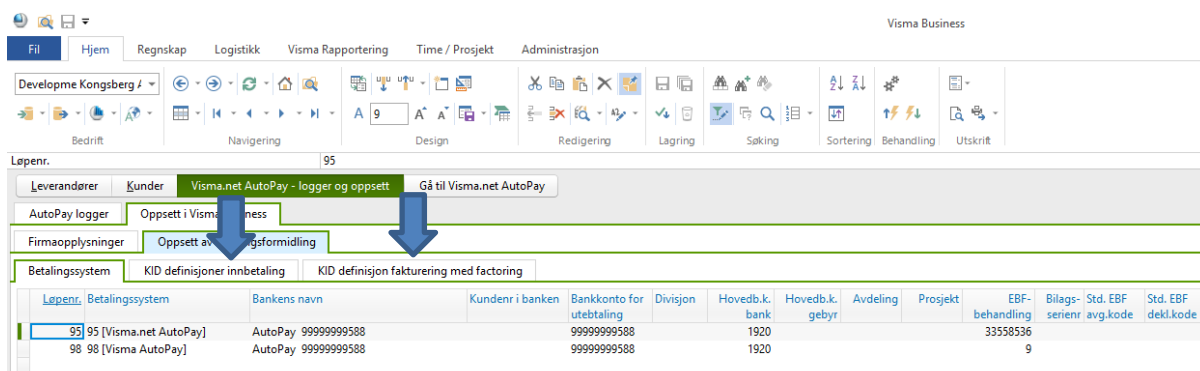 Visma Business
Fil Hjem Regnskap Logistikk Visma Rapportering Time / Prosjekt Administrasjon
Developme Kongsberg A
A 9
Bedrift Navigering Design Redigering Lagring Søking Sortering Behandling Utskrift
Løpenr. 95
Leverandører Kunder Visma.net AutoPay - logger og oppsett Gå til Visma.net AutoPay
AutoPay logger Oppsett i Visma ness
Firmaopplysninger Oppsett av gsformidling
Betalingssystem KID definisjoner innbetaling KID definisjon fakturering med factoring
Løpenr. Betalingssystem Bankens navn Kundenr i banken Bankkonto for Divisjon Hovedb.k. Hovedb.k. Avdeling Prosjekt EBF- Bilags- Std. EBF Std. EBF
utebtaling bank gebyr behandling serienr avg.kode dekl.kode
95 95 [Visma.net AutoPay] AutoPay 99999999588 99999999588 1920 33558536
98 98 [Visma AutoPay] AutoPay 99999999588 99999999588 1920 9